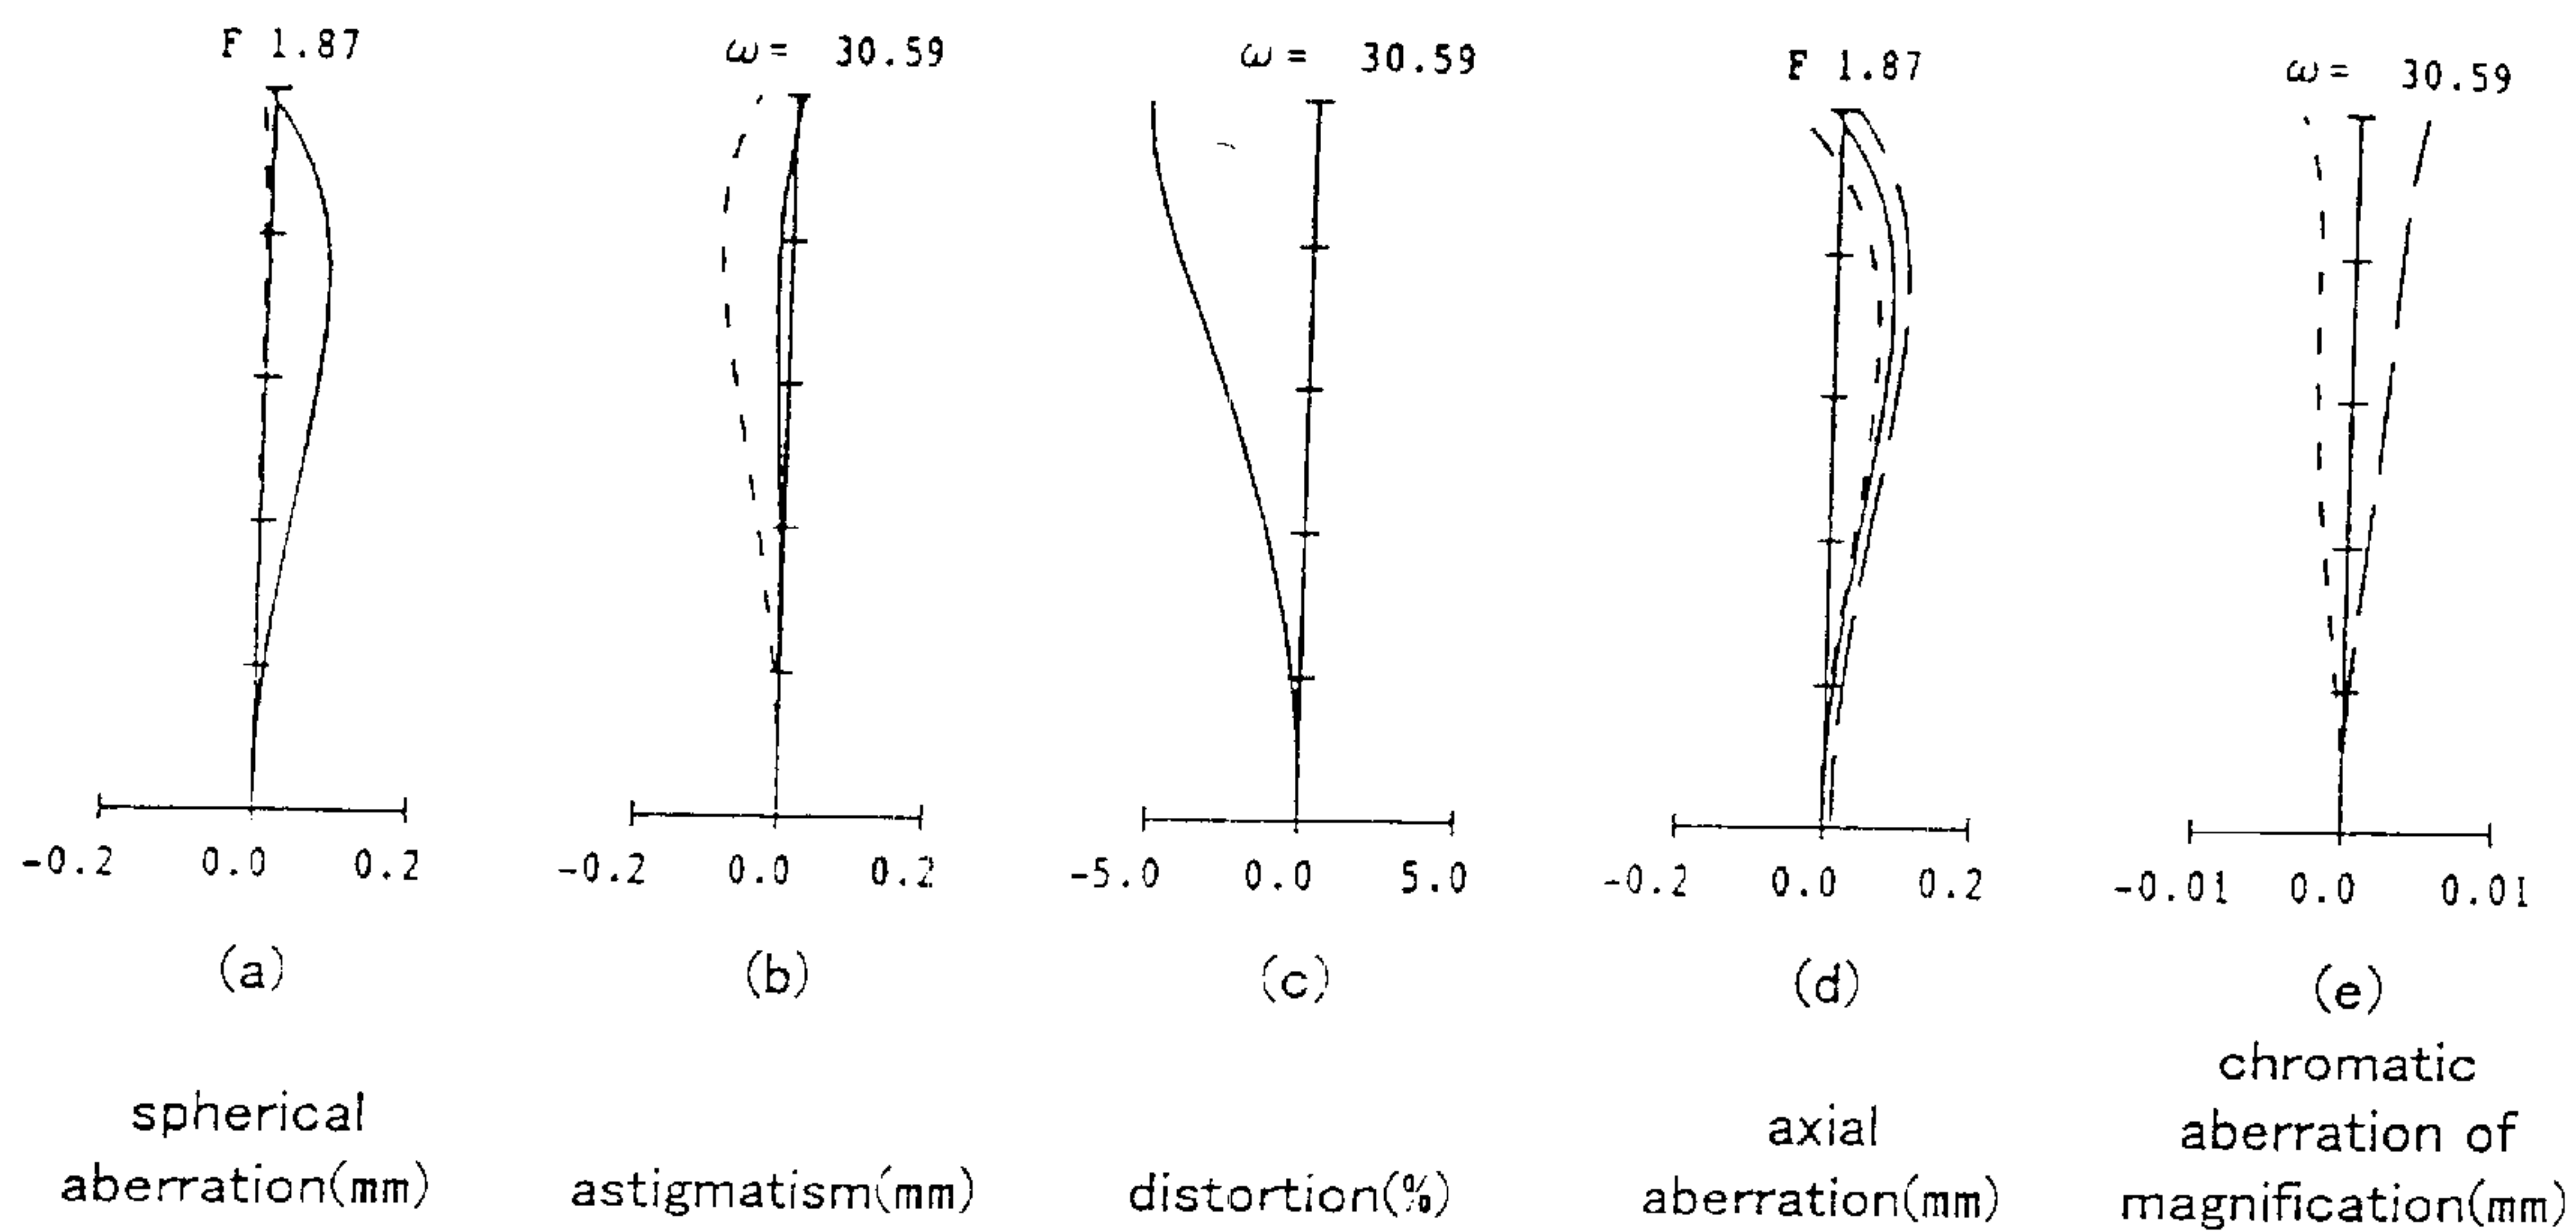 F 1.87
ω = 30.59
ω = 30.59
F 1.87
ω = 30.59
-0.2 0.0 0.2
-0.2 0.0 0.2
-5.0 0.0 5.0
-0.2 0.0 0.2
-0.01 0.0 0.01
(a)
(b)
(c)
(d)
(e)
spherical
aberration(mm)
astigmatism(mm)
distortion(%)
axial
aberration(mm)
chromatic
aberration of
magnification(mm)